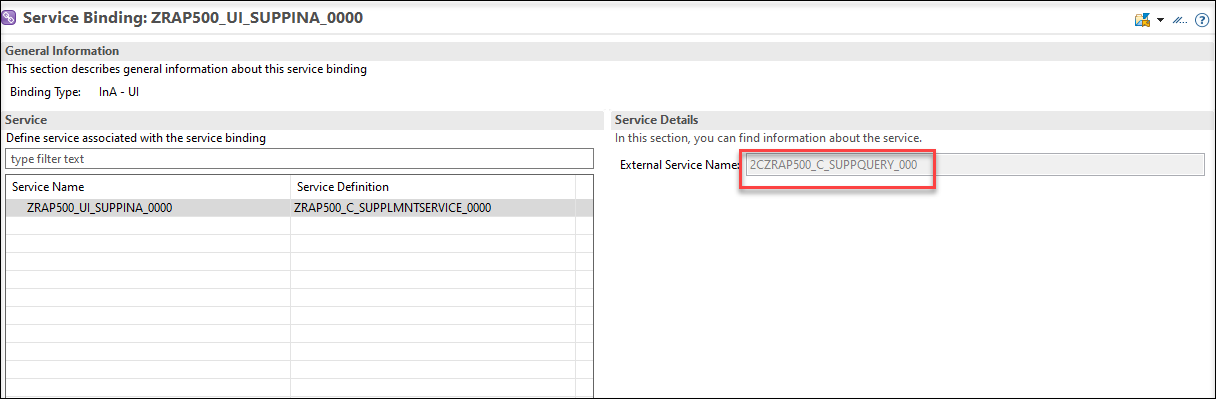 Service Binding: ZRAP500_UI_SUPPINA_0000
General Information
This section describes general information about this service binding
Binding Type: InA - UI
Service
Define service associated with the service binding
type filter text
Service Name Service Definition
ZRAP500_UI_SUPPINA_0000 ZRAP500_C_SUPPLMNTSERVICE_0000
Service Details
In this section, you can find information about the service.
External Service Name: 2CZRAP500_C_SUPPQUERY_000